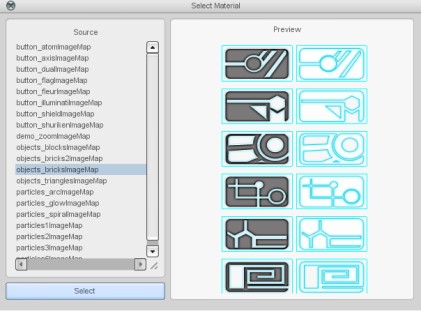 Select Material
Source
Preview
button_atomImageMap
button_axisImageMap
button_dualImageMap
button_flagImageMap
button_fleurImageMap
button_illuminatiImageMap
button_shieldImageMap
button_shurikenImageMap
demo_zoomImageMap
objects_blocksImageMap
objects_bricks2ImageMap
objects_bricksImageMap
objects_trianglesImageMap
particles_arcImageMap
particles_glowImageMap
particles_spiralImageMap
particles1ImageMap
particles2ImageMap
particles3ImageMap
Select